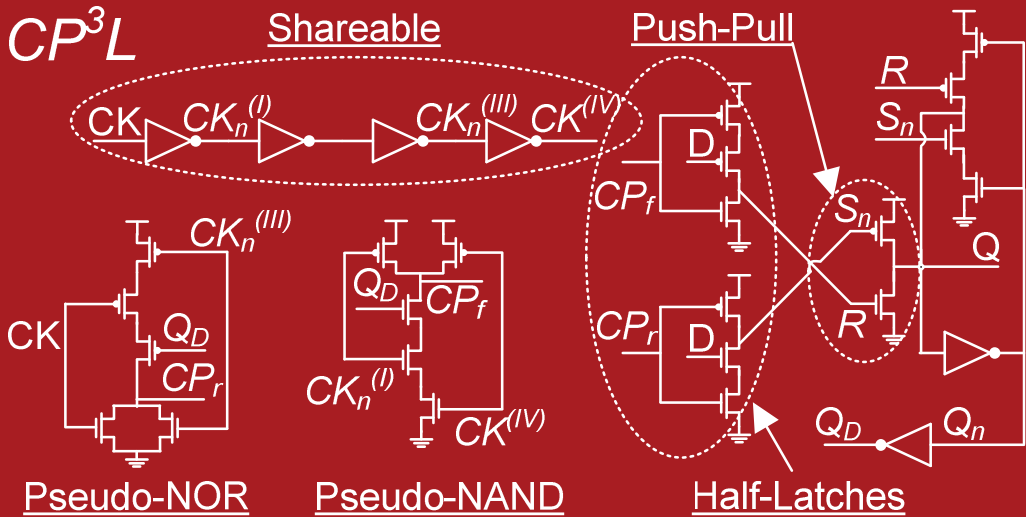 CP³L
Shareable
Push-Pull
CK
CKn(I)
CKn(III)
CK(IV)
D
CPf
Sn
R
Q
R
Sn
CPr
D
CKn(III)
CK
QD
CPr
QD
CPf
CKn(I)
CK(IV)
QD
Qn
Pseudo-NOR
Pseudo-NAND
Half-Latches